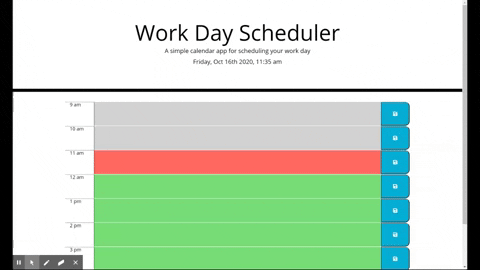 Work Day Scheduler
A simple calendar app for scheduling your work day
Friday, Oct 16th 2020, 11:35 am
9 am
10 am
11 am
12 am
1 pm
2 pm
3 pm